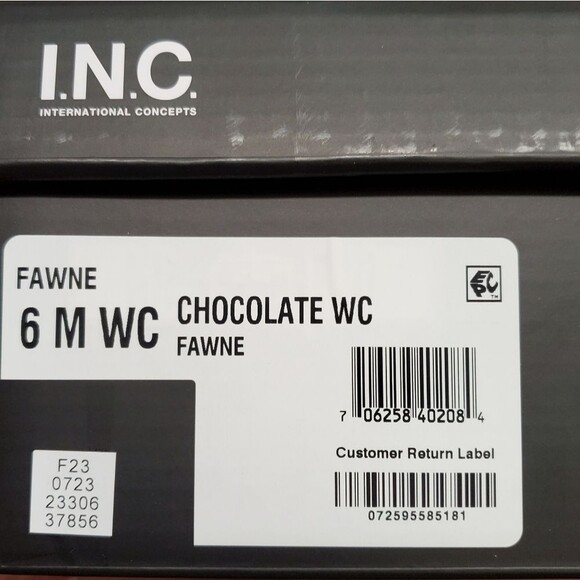 I.N.C.
INTERNATIONAL CONCEPTS
FAWNE
6 M WC
CHOCOLATE WC
FAWNE
EPC™
7 06258 40208 4
Customer Return Label
072595585181
F23
0723
23306
37856